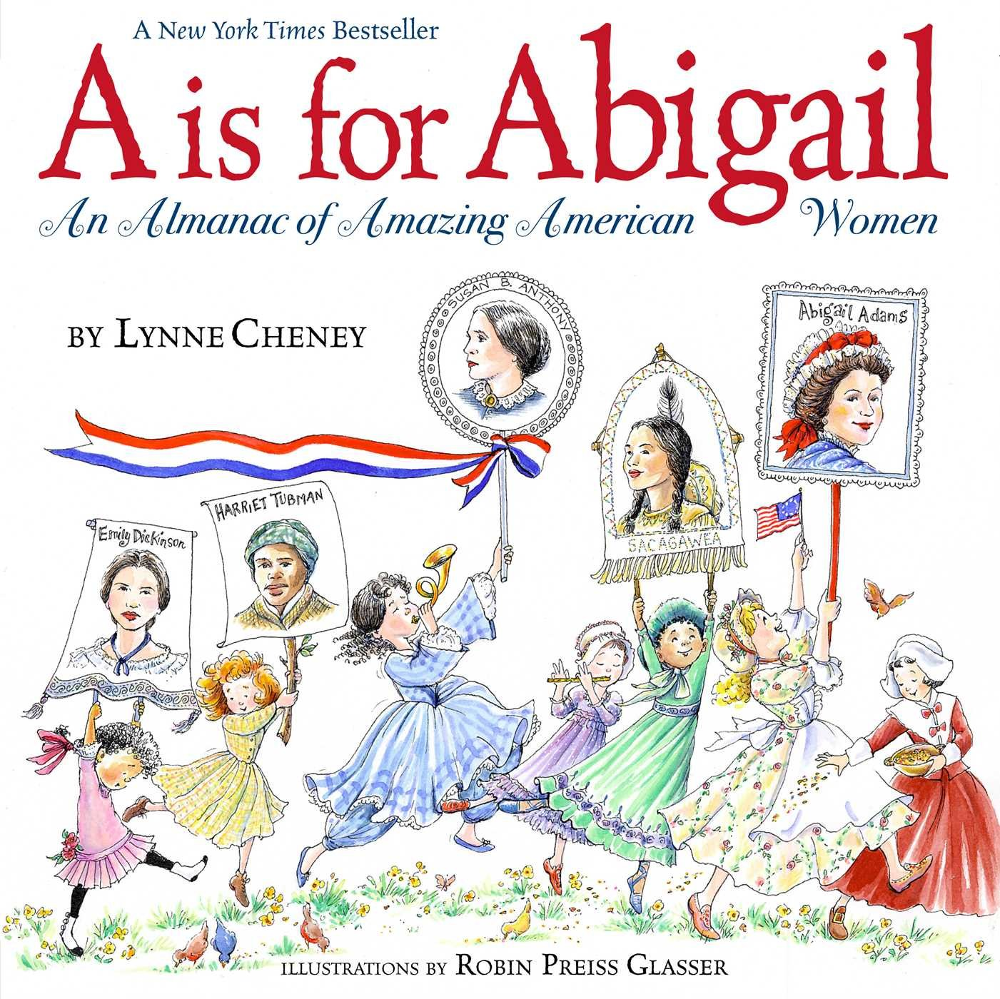 A New York Times Bestseller
A is for Abigail
An Almanac of Amazing American Women
BY LYNNE CHENEY
SUSAN B. ANTHONY
Abigail Adams
HARRIET TUBMAN
Emily Dickinson
SACAGAWEA
ILLUSTRATIONS BY ROBIN PREISS GLASSER